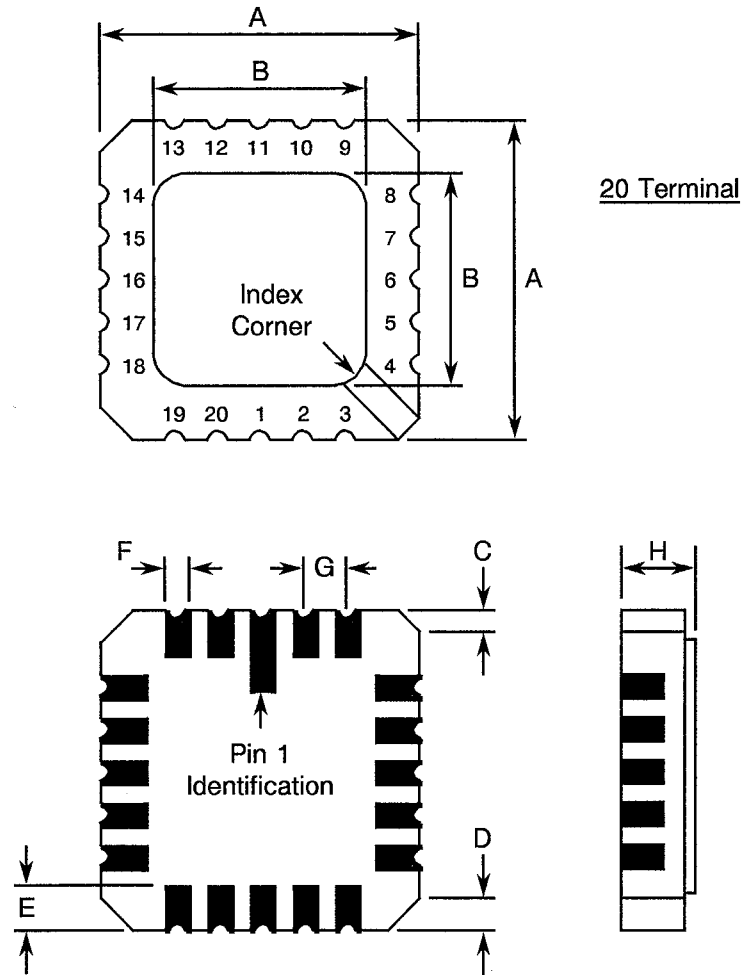 A
B
13 12 11 10 9
20 Terminal
14 8
15 7
16 6
17 5
18 4
B
A
Index
Corner
19 20 1 2 3
F
G
C
H
Pin 1
Identification
D
E